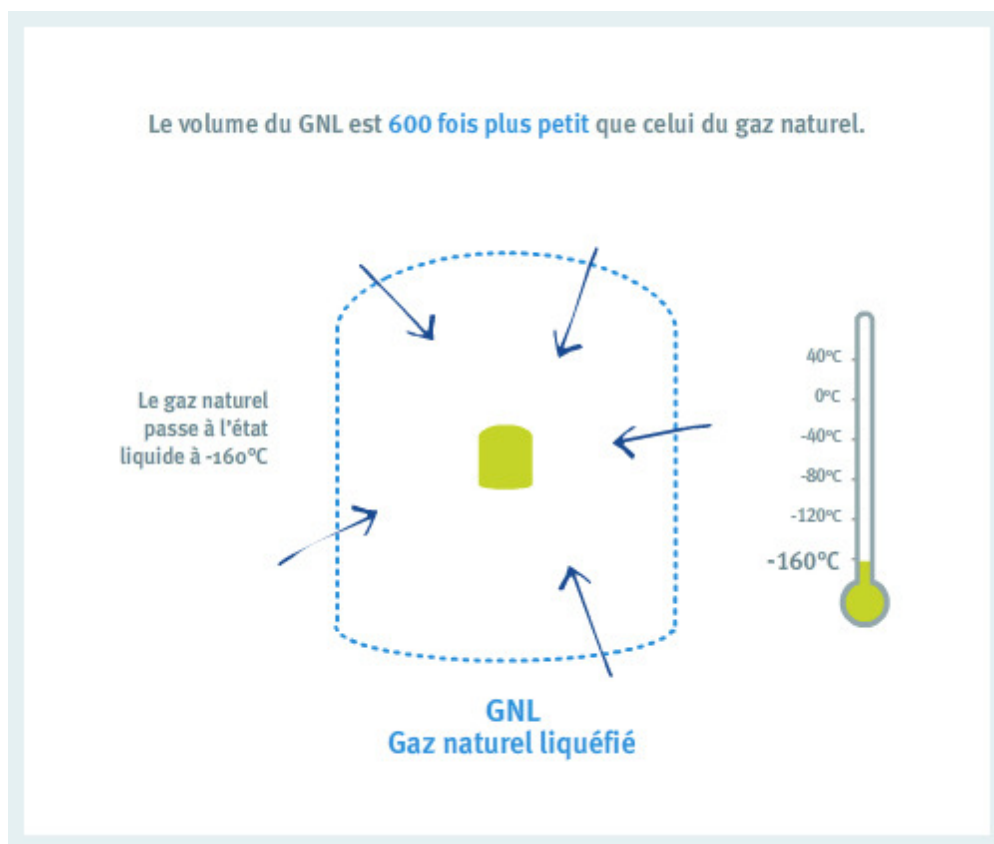 Le volume du GNL est 600 fois plus petit que celui du gaz naturel.
Le gaz naturel
passe à l'état
liquide à -160°C
40°C
0°C
-40°C
-80°C
-120°C
-160°C
GNL
Gaz naturel liquéfié